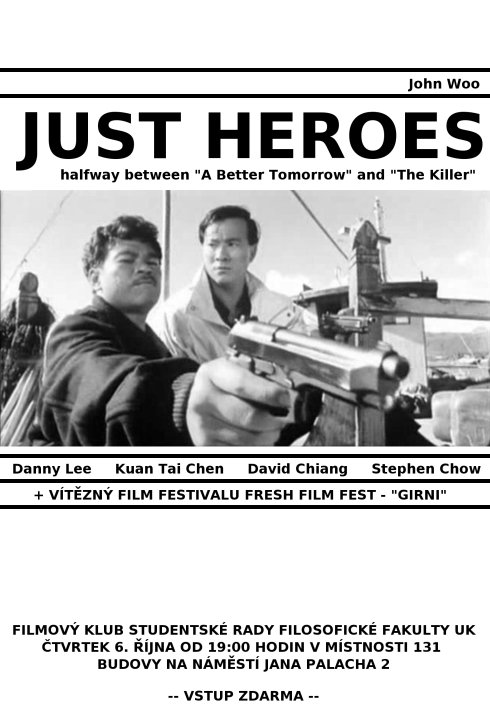 John Woo
JUST HEROES
halfway between "A Better Tomorrow" and "The Killer"
Danny Lee Kuan Tai Chen David Chiang Stephen Chow
+ VÍTĚZNÝ FILM FESTIVALU FRESH FILM FEST - "GIRNI"
FILMOVÝ KLUB STUDENTSKÉ RADY FILOSOFICKÉ FAKULTY UK
ČTVRTEK 6. ŘÍJNA OD 19:00 HODIN V MÍSTNOSTI 131
BUDOVY NA NÁMĚSTÍ JANA PALACHA 2
-- VSTUP ZDARMA --